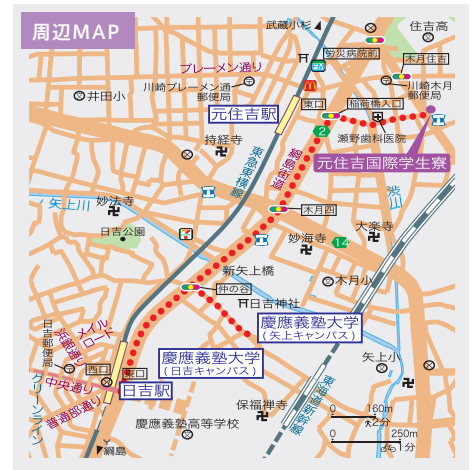 周辺MAP
武蔵小杉
住吉高
労災病院前
木月住吉
ブレーメン通り
川崎ブレーメン通
郵便局
井田小
川崎木月
郵便局
東口
稲荷橋入口
元住吉駅
瀬野歯科医院
2
持経寺
綱島街道
元住吉国際学生寮
東急東横線
渋川
矢上川
妙法寺
木月四
日吉公園
7
妙海寺
大楽寺
14
新矢上橋
木月小
仲の谷
日吉神社
慶應義塾大学
(矢上キャンパス)
日吉郵便局
浜銀通り
メイル
ロード
慶應義塾大学
(日吉キャンパス)
矢上小
西口
東口
中央通り
日吉駅
グリーンライン
普通部通り
保福禅寺
東海道新幹線
0 160m
2分
慶應義塾高等学校
0 250m
1分
綱島